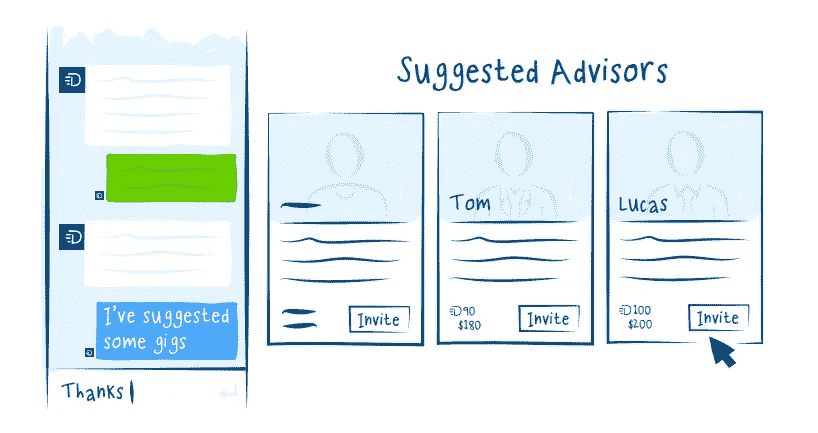 Suggested Advisors
I've suggested
some gigs
Thanks
Invite
Tom
D90
$180
Invite
Lucas
D100
$200
Invite